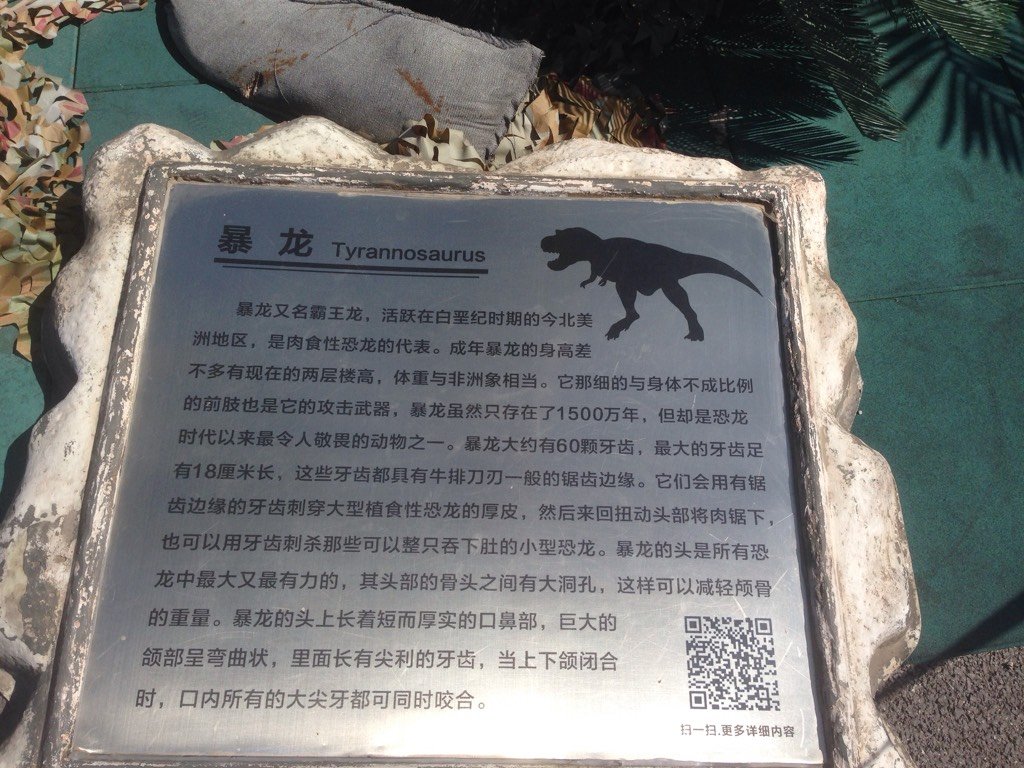 暴龙 Tyrannosaurus
暴龙又名霸王龙，活跃在白垩纪时期的今北美
洲地区，是肉食性恐龙的代表。成年暴龙的身高差
不多有现在的两层楼高，体重与非洲象相当。它那细的与身体不成比例
的前肢也是它的攻击武器，暴龙虽然只存在了1500万年，但却是恐龙
时代以来最令人敬畏的动物之一。暴龙大约有60颗牙齿，最大的牙齿足
有18厘米长，这些牙齿都具有牛排刀刃一般的锯齿边缘。它们会用有锯
齿边缘的牙齿刺穿大型植食性恐龙的厚皮，然后来回扭动头部将肉锯下，
也可以用牙齿刺杀那些可以整只吞下肚的小型恐龙。暴龙的头是所有恐
龙中最大又最有力的，其头部的骨头之间有大洞孔，这样可以减轻颅骨
的重量。暴龙的头上长着短而厚实的口鼻部，巨大的
颌部呈弯曲状，里面长有尖利的牙齿，当上下颌闭合
时，口内所有的大尖牙都可同时咬合。
扫一扫.更多详细内容